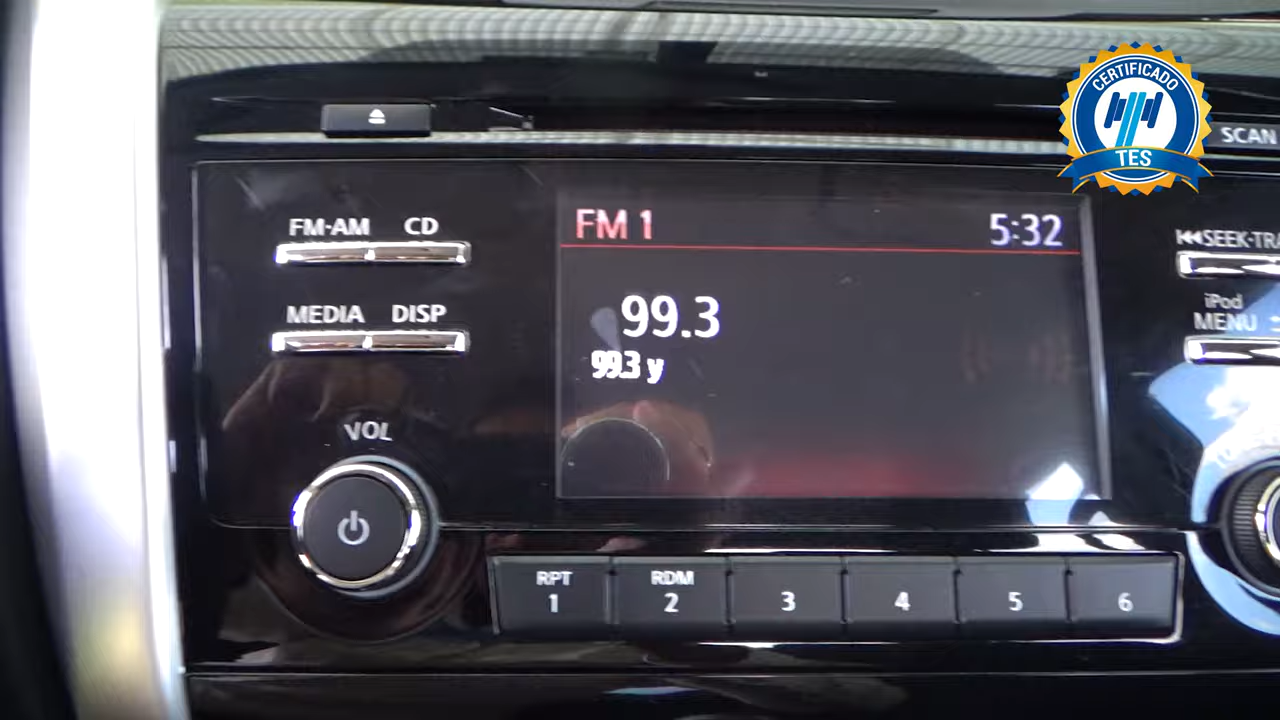 CERTIFICADO
TES
SCAN
FM·AM CD
MEDIA DISP
VOL
FM 1 5:32
99.3
99.3 y
SEEK·TRA
iPod
MENU
RPT
1
RDM
2
3
4
5
6